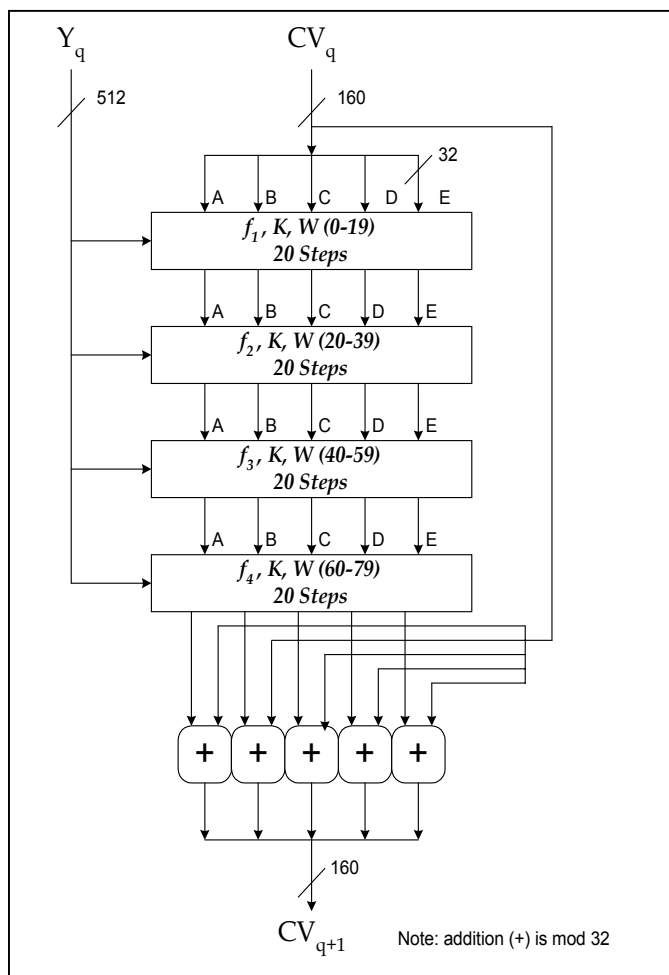 Y_q CV_q
512 160
32
A B C D E
f_1, K, W (0-19)
20 Steps
A B C D E
f_2, K, W (20-39)
20 Steps
A B C D E
f_3, K, W (40-59)
20 Steps
A B C D E
f_4, K, W (60-79)
20 Steps
+ + + + +
160
CV_{q+1}
Note: addition (+) is mod 32